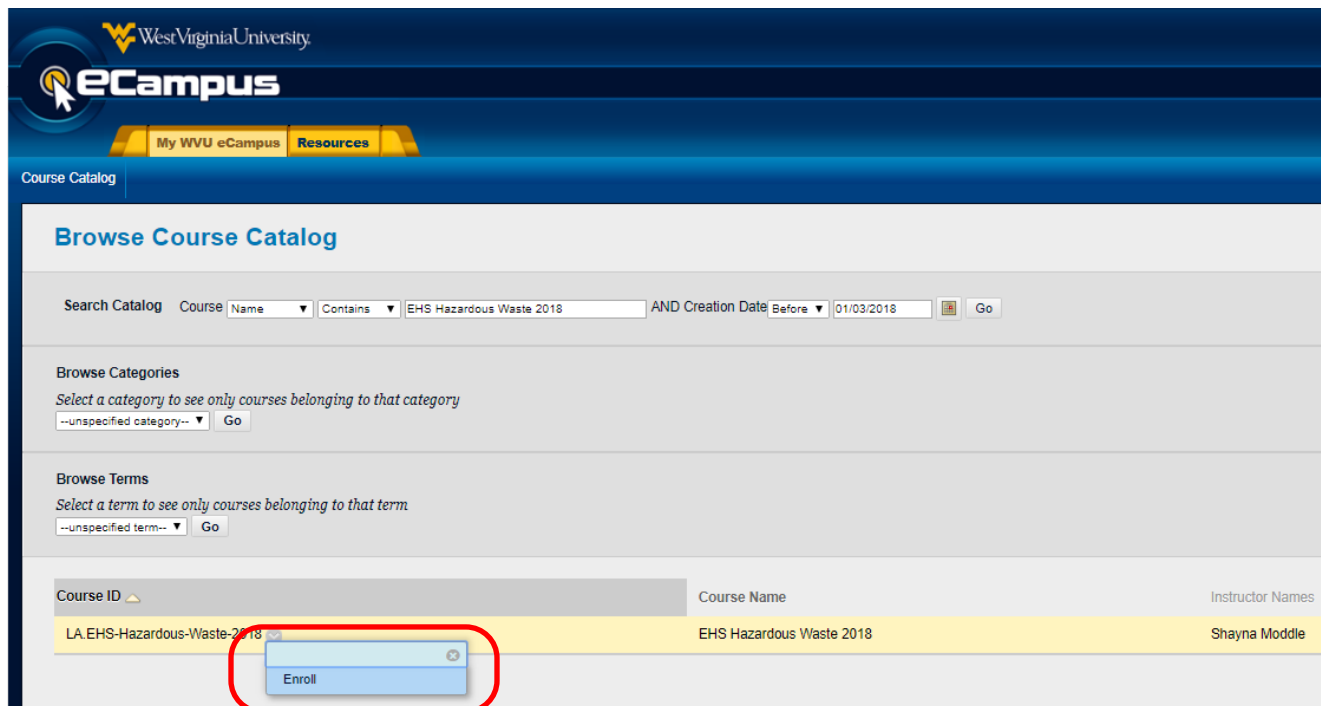 WestVirginiaUniversity.
eCampus
My WVU eCampus Resources
Course Catalog
Browse Course Catalog
Search Catalog Course Name Contains EHS Hazardous Waste 2018 AND Creation Date Before 01/03/2018 Go
Browse Categories
Select a category to see only courses belonging to that category
--unspecified category-- Go
Browse Terms
Select a term to see only courses belonging to that term
--unspecified term-- Go
Course ID Course Name Instructor Names
LA.EHS-Hazardous-Waste-2018 EHS Hazardous Waste 2018 Shayna Moddle
Enroll